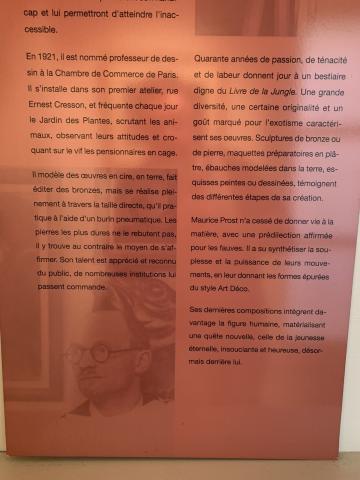 cap et lui permettront d'atteindre l'inac-
cessible.
En 1921, il est nommé professeur de des-
sin à la Chambre de Commerce de Paris.
Il s'installe dans son premier atelier, rue
Ernest Cresson, et fréquente chaque jour
le Jardin des Plantes, scrutant les ani-
maux, observant leurs attitudes et cro-
quant sur le vif les pensionnaires en cage.
Il modèle des œuvres en cire, en terre, fait
éditer des bronzes, mais se réalise plei-
nement à travers la taille directe, qu'il pra-
tique à l'aide d'un burin pneumatique. Les
pierres les plus dures ne le rebutent pas,
il y trouve au contraire le moyen de s'af-
firmer. Son talent est apprécié et reconnu
du public, de nombreuses institutions lui
passent commande.
Quarante années de passion, de ténacité
et de labeur donnent jour à un bestiaire
digne du Livre de la Jungle. Une grande
diversité, une certaine originalité et un
goût marqué pour l'exotisme caractéri-
sent ses oeuvres. Sculptures de bronze ou
de pierre, maquettes préparatoires en plâ-
tre, ébauches modelées dans la terre, es-
quisses peintes ou dessinées, témoignent
des différentes étapes de sa création.
Maurice Prost n'a cessé de donner vie à la
matière, avec une prédilection affirmée
pour les fauves. Il a su synthétiser la sou-
plesse et la puissance de leurs mouve-
ments, en leur donnant les formes épurées
du style Art Déco.
Ses dernières compositions intègrent da-
vantage la figure humaine, matérialisent
une quête nouvelle, celle de la jeunesse
éternelle, insouciante et heureuse, désor-
mais derrière lui.